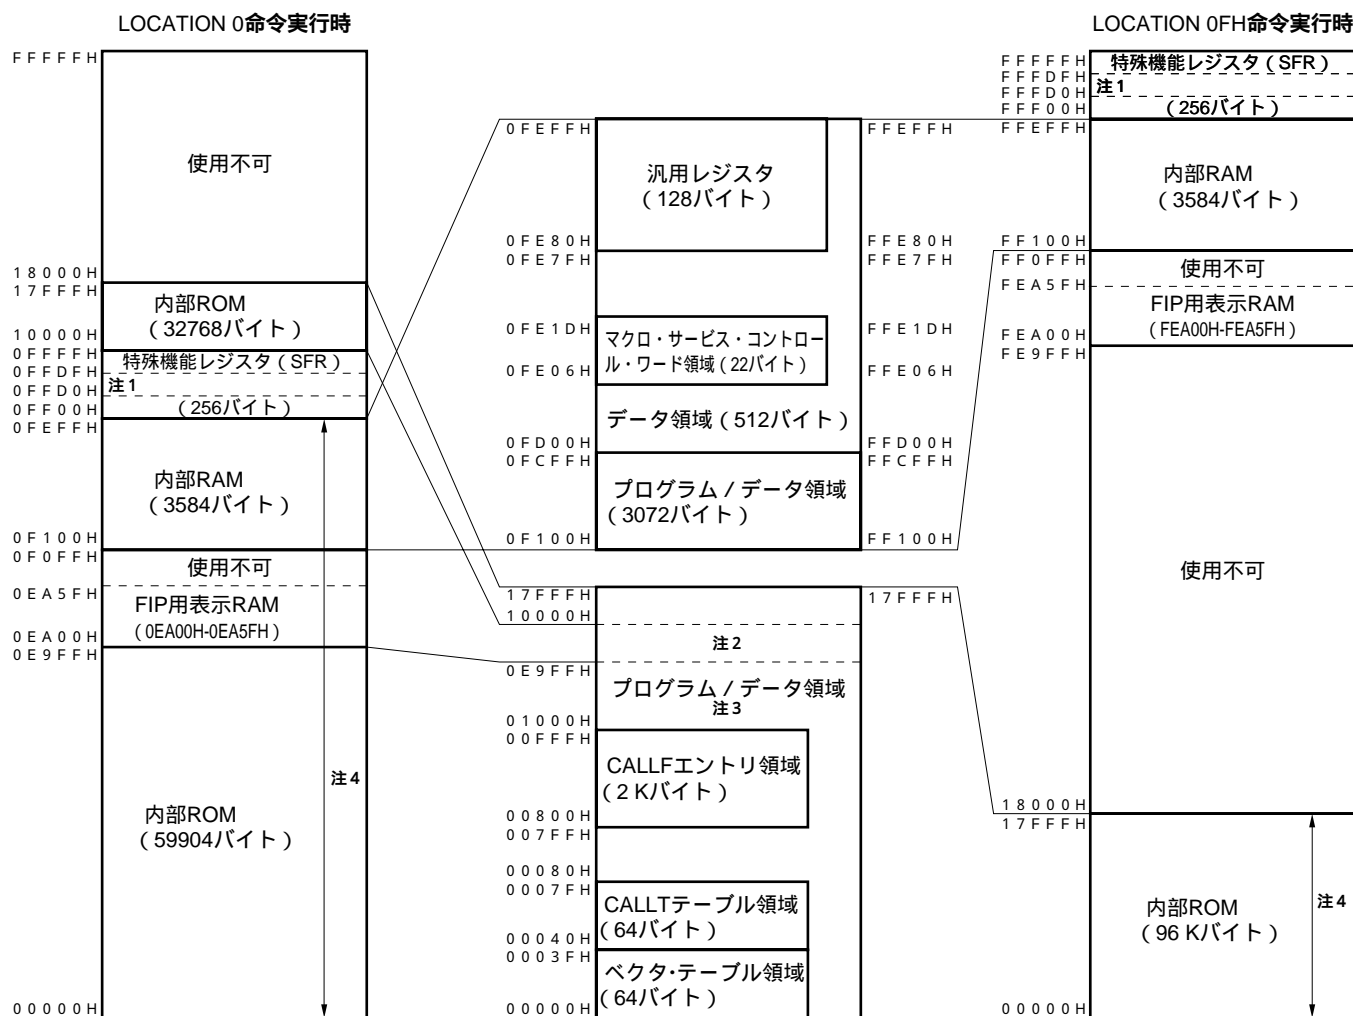 LOCATION 0命令実行時
FFFFFH
使用不可
18000H
17FFFH
内部ROM
（32768バイト）
10000H
0FFFFH
特殊機能レジスタ（SFR）
0FFDFH
注1
0FFD0H
（256バイト）
0FF00H
0FEFFH
内部RAM
（3584バイト）
0F100H
0F0FFH
使用不可
0EA5FH
FIP用表示RAM
（0EA00H-0EA5FH）
0EA00H
0E9FFH
注4
内部ROM
（59904バイト）
00000H
0FEFFH
FFEFFH
汎用レジスタ
（128バイト）
0FE80H
FFE80H
0FE7FH
FFE7FH
0FE1DH
FFE1DH
マクロ・サービス・コントロー
ル・ワード領域（22バイト）
0FE06H
FFE06H
データ領域（512バイト）
0FD00H
FFD00H
0FCFFH
FFCFFH
プログラム／データ領域
（3072バイト）
0F100H
FF100H
17FFFH
17FFFH
10000H
注2
0E9FFH
プログラム／データ領域
注3
01000H
00FFFH
CALLFエントリ領域
（2 Kバイト）
00800H
007FFH
00080H
0007FH
CALLTテーブル領域
（64バイト）
00040H
0003FH
ベクタ・テーブル領域
（64バイト）
00000H
LOCATION 0FH命令実行時
FFFFFH
特殊機能レジスタ（SFR）
FFFDFH
注1
FFFD0H
FFF00H
（256バイト）
FFEFFH
内部RAM
（3584バイト）
FF100H
FF0FFH
使用不可
FEA5FH
FIP用表示RAM
（FEA00H-FEA5FH）
FEA00H
FE9FFH
使用不可
18000H
17FFFH
注4
内部ROM
（96 Kバイト）
00000H